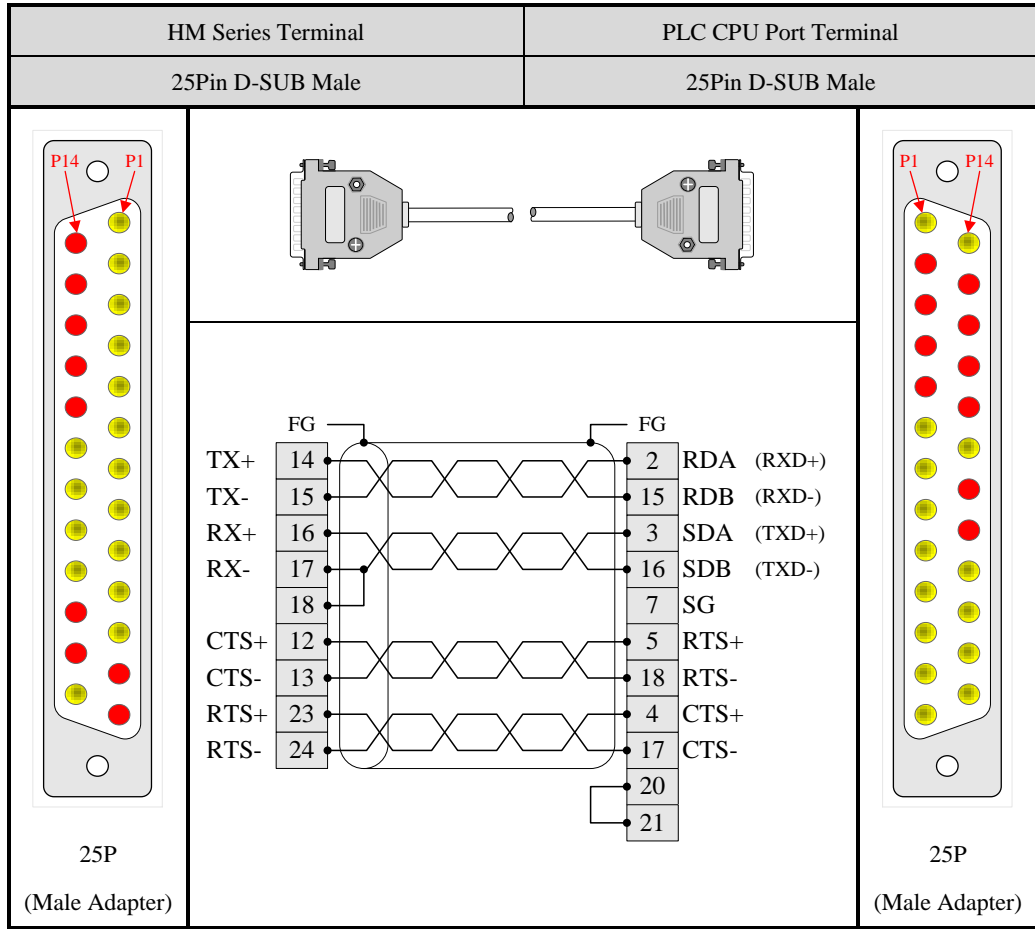 HM Series Terminal PLC CPU Port Terminal
25Pin D-SUB Male 25Pin D-SUB Male
P14 P1 P1 P14
FG FG
TX+ 14 2 RDA (RXD+)
TX- 15 15 RDB (RXD-)
RX+ 16 3 SDA (TXD+)
RX- 17 16 SDB (TXD-)
18 7 SG
CTS+ 12 5 RTS+
CTS- 13 18 RTS-
RTS+ 23 4 CTS+
RTS- 24 17 CTS-
20
21
25P 25P
(Male Adapter) (Male Adapter)